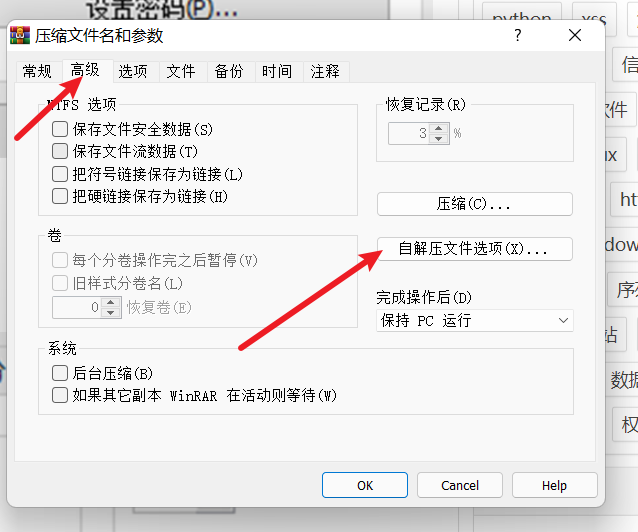 设置密码(P)...
python
xss
压缩文件名和参数
?
信
常规 高级 选项 文件 备份 时间 注释
NTFS 选项
保存文件安全数据(S)
保存文件流数据(T)
把符号链接保存为链接(L)
把硬链接保存为链接(H)
恢复记录(R)
3 %
压缩(C)...
卷
每个分卷操作完之后暂停(V)
旧样式分卷名(L)
0 恢复卷(E)
自解压文件选项(X)...
完成操作后(D)
保持 PC 运行
系统
后台压缩(B)
如果其它副本 WinRAR 在活动则等待(W)
OK Cancel Help
件
ux
htt
dow
序列
站
数据
权